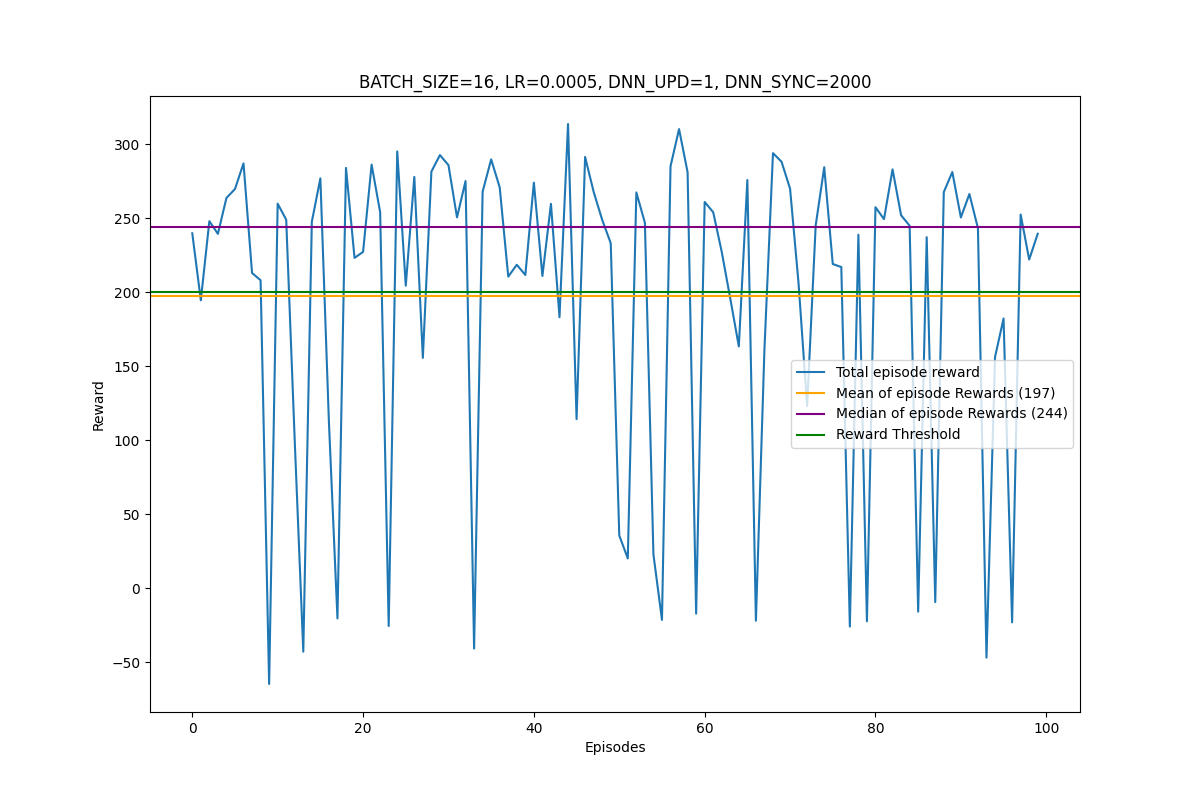 BATCH_SIZE=16, LR=0.0005, DNN_UPD=1, DNN_SYNC=2000
300
250
200
150
100
50
0
−50
Reward
Total episode reward
Mean of episode Rewards (197)
Median of episode Rewards (244)
Reward Threshold
0 20 40 60 80 100
Episodes